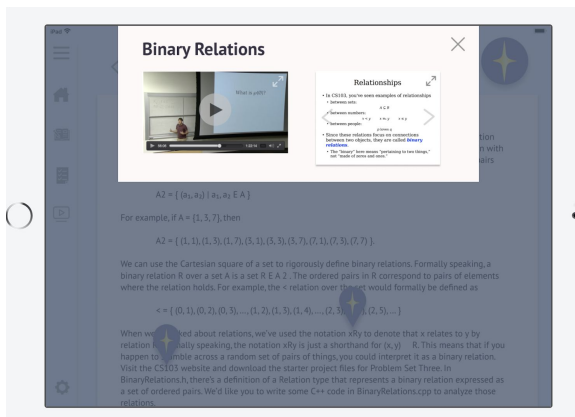 iPad
Binary Relations
What is ρσθ?
1:20:14
Relationships
• In CS103, you've seen examples of relationships
• between sets:
A ⊆ B
• between numbers:
x < y x ≡ₖ y x ≤ y
• between people:
p loves q
• Since these relations focus on connections
between two objects, they are called binary
relations.
• The "binary" here means "pertaining to two things,"
not "made of zeros and ones."
tion
n with
airs
A2 = { (a₁, a₂) | a₁, a₂ E A }
For example, if A = {1, 3, 7}, then
A2 = { (1, 1), (1, 3), (1, 7), (3, 1), (3, 3), (3, 7), (7, 1), (7, 3), (7, 7) }.
We can use the Cartesian square of a set to rigorously define binary relations. Formally speaking, a
binary relation R over a set A is a set R E A 2 . The ordered pairs in R correspond to pairs of elements
where the relation holds. For example, the < relation over the set would formally be defined as
< = { (0, 1), (0, 2), (0, 3), ..., (1, 2), (1, 3), (1, 4), ..., (2, 3), (2, 5), ... }
When we talked about relations, we've used the notation xRy to denote that x relates to y by
relation ally speaking, the notation xRy is just a shorthand for (x, y) R. This means that if you
happen to mble across a random set of pairs of things, you could interpret it as a binary relation.
Visit the CS103 website and download the starter project files for Problem Set Three. In
BinaryRelations.h, there's a definition of a Relation type that represents a binary relation expressed as
a set of ordered pairs. We'd like you to write some C++ code in BinaryRelations.cpp to analyze those
relations.